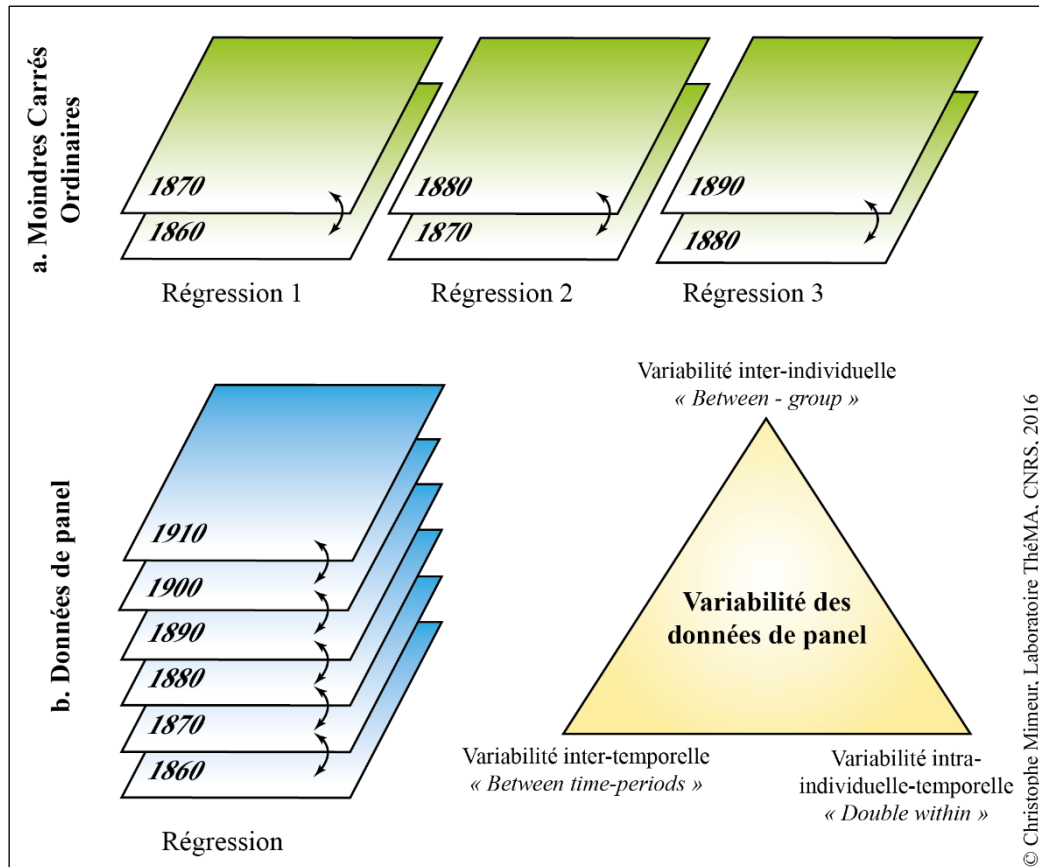 a. Moindres Carrés
Ordinaires
1870
1860
Régression 1
1880
1870
Régression 2
1890
1880
Régression 3
b. Données de panel
1910
1900
1890
1880
1870
1860
Régression
Variabilité inter-individuelle
« Between - group »
Variabilité des
données de panel
Variabilité inter-temporelle
« Between time-periods »
Variabilité intra-
individuelle-temporelle
« Double within »
© Christophe Mimeur, Laboratoire ThéMA, CNRS, 2016